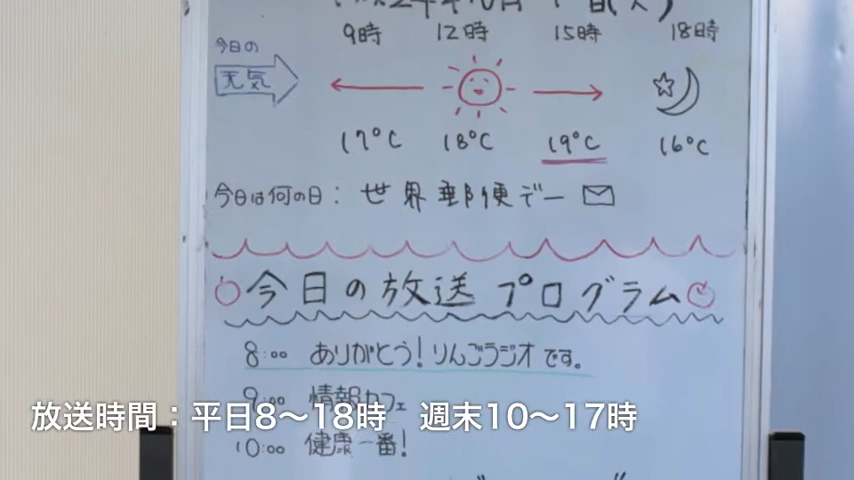 9時 12時 15時 18時
今日の
天気
17℃ 18℃ 19℃ 16℃
今日は何の日：世界郵便デー
今日の放送プログラム
8:00 ありがとう！りんごラジオです。
9:00 情報カフェ
放送時間：平日8〜18時　週末10〜17時
10:00 健康一番！